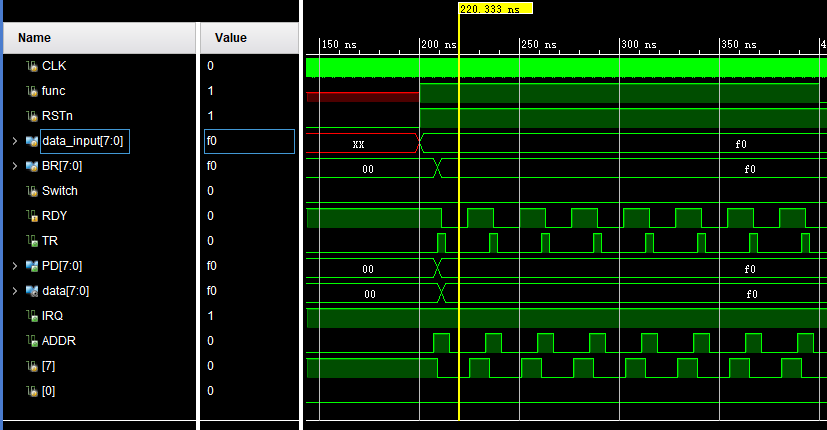 220.333 ns
Name Value
150 ns 200 ns 250 ns 300 ns 350 ns 4
CLK 0
func 1
RSTn 1
data_input[7:0] f0 XX f0
BR[7:0] f0 00 f0
Switch 0
RDY 0
TR 0
PD[7:0] f0 00 f0
data[7:0] f0 00 f0
IRQ 1
ADDR 0
[7] 0
[0] 0